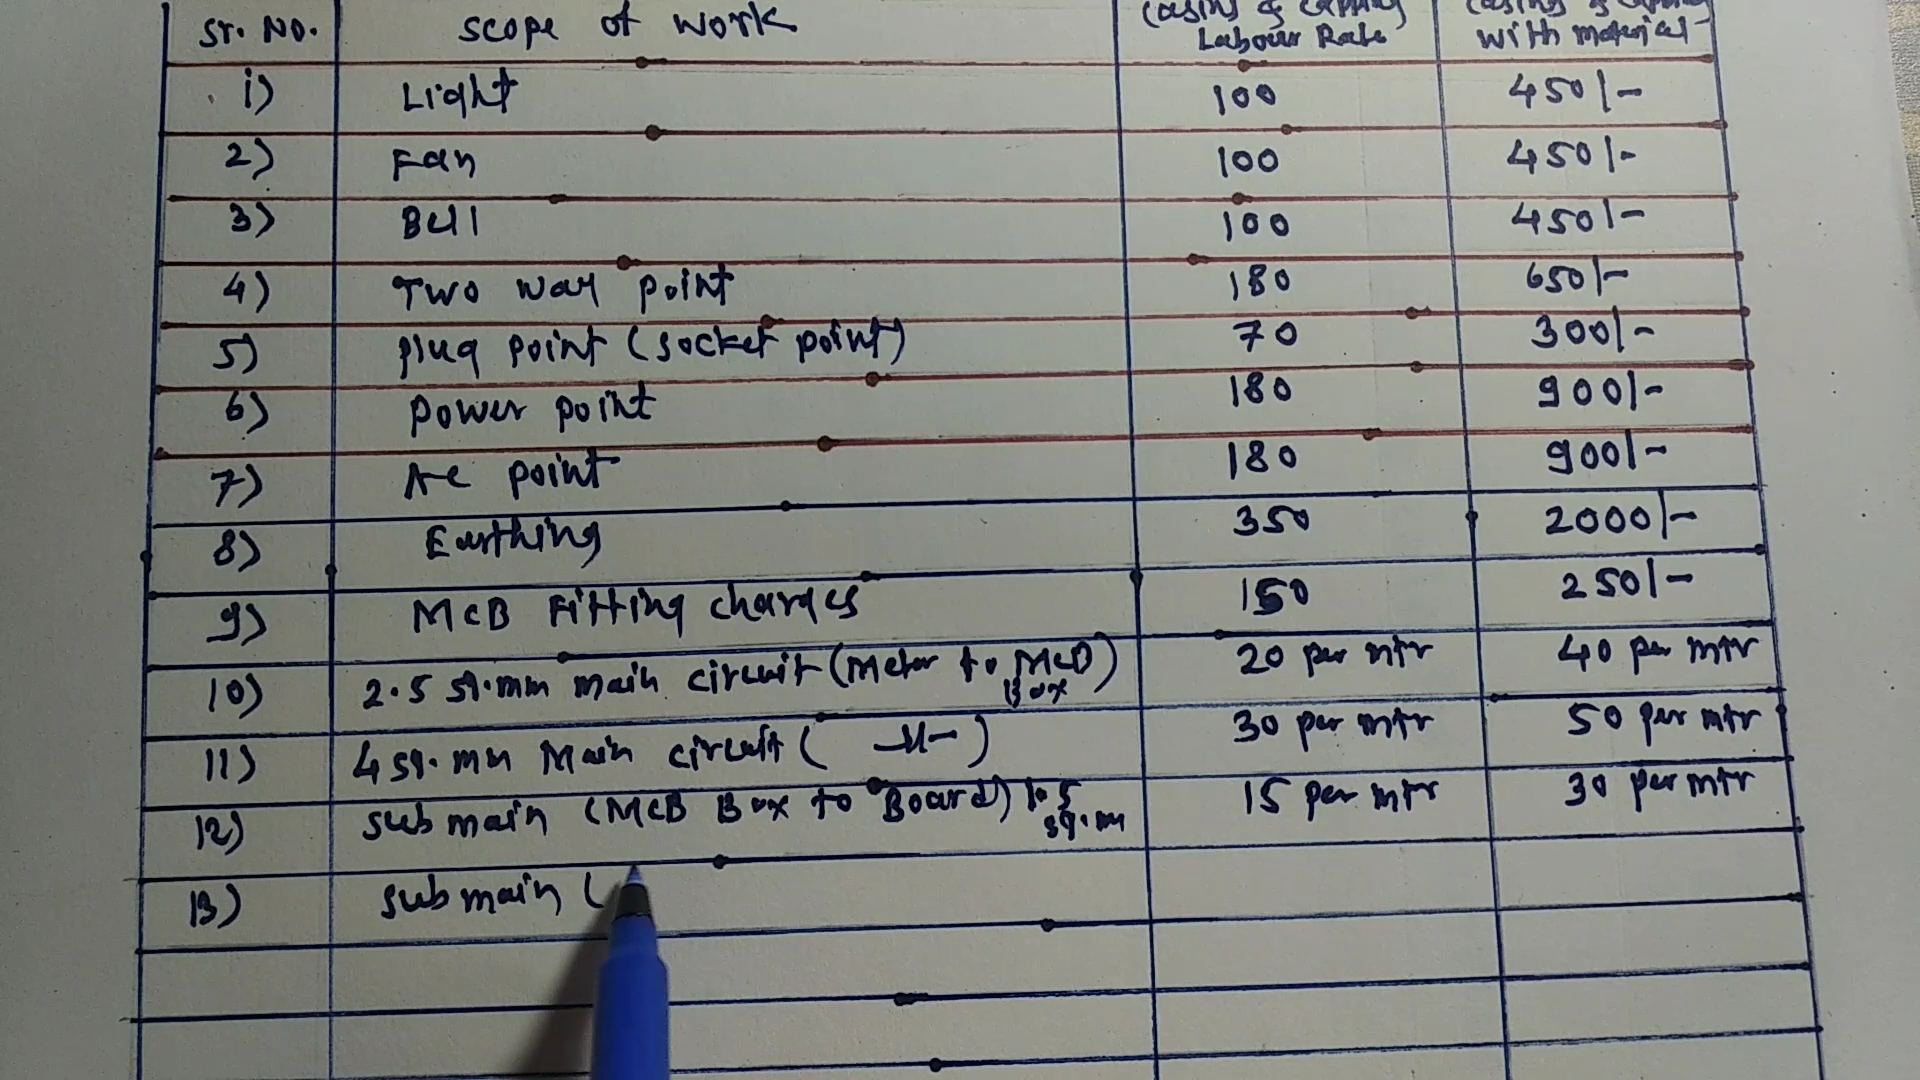 Sr. No. Scope of Work Casing & Capping Labour Rate Casing & Capping With material
1) Light 100 450/-
2) Fan 100 450/-
3) Bell 100 450/-
4) Two way point 180 650/-
5) Plug point (socket point) 70 300/-
6) Power point 180 900/-
7) AC point 180 900/-
8) Earthing 350 2000/-
9) MCB Fitting charges 150 250/-
10) 2.5 sq.mm main circuit (Meter to MCB Box) 20 per mtr 40 per mtr
11) 4 sq.mm Main circuit ( -11- ) 30 per mtr 50 per mtr
12) Submain (MCB Box to Board) 1.5 sq.mm 15 per mtr 30 per mtr
13) Submain (